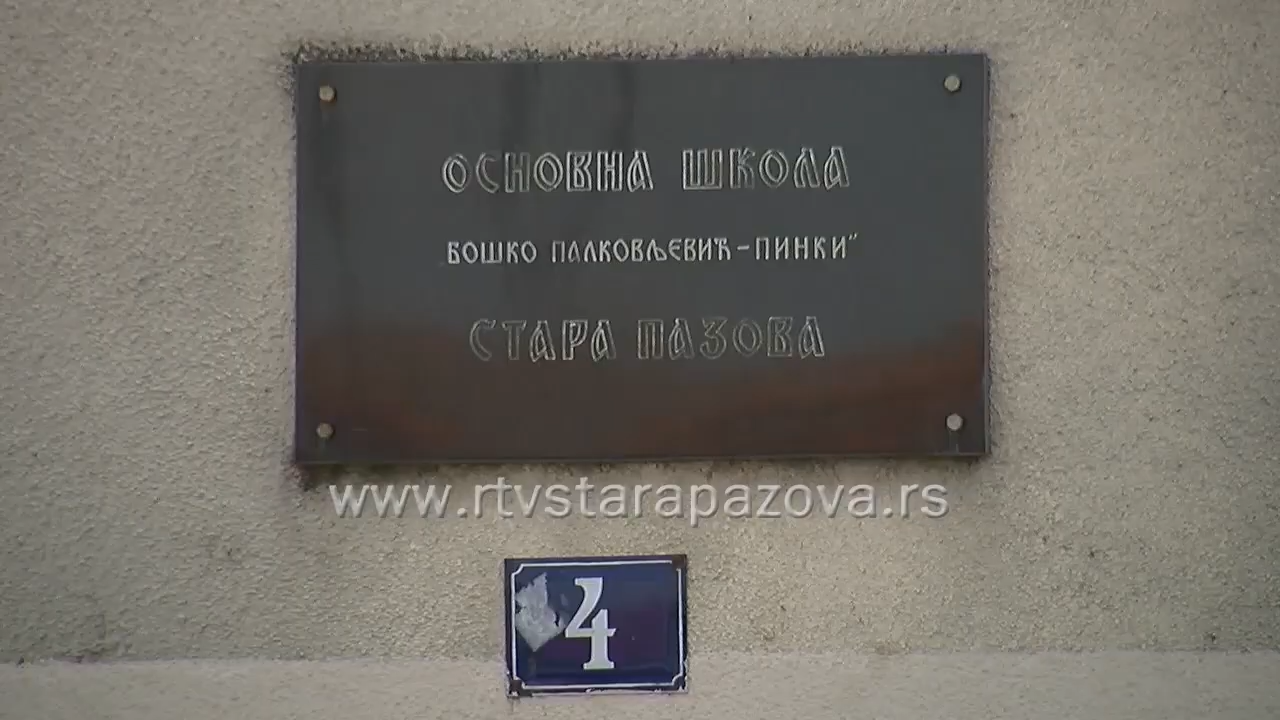 ОСНОВНА ШКОЛА
БОШКО ПАЛКОВЉЕВИЋ-ПИНКИ"
СТАРА ПАЗОВА
www.rtvstarapazova.rs
4